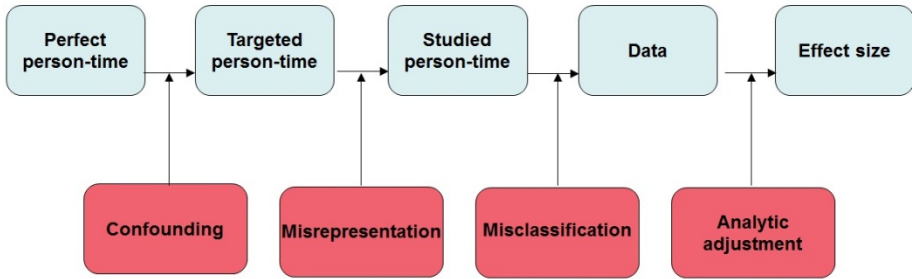 Perfect
person-time
Targeted
person-time
Studied
person-time
Data
Effect size
Confounding
Misrepresentation
Misclassification
Analytic
adjustment